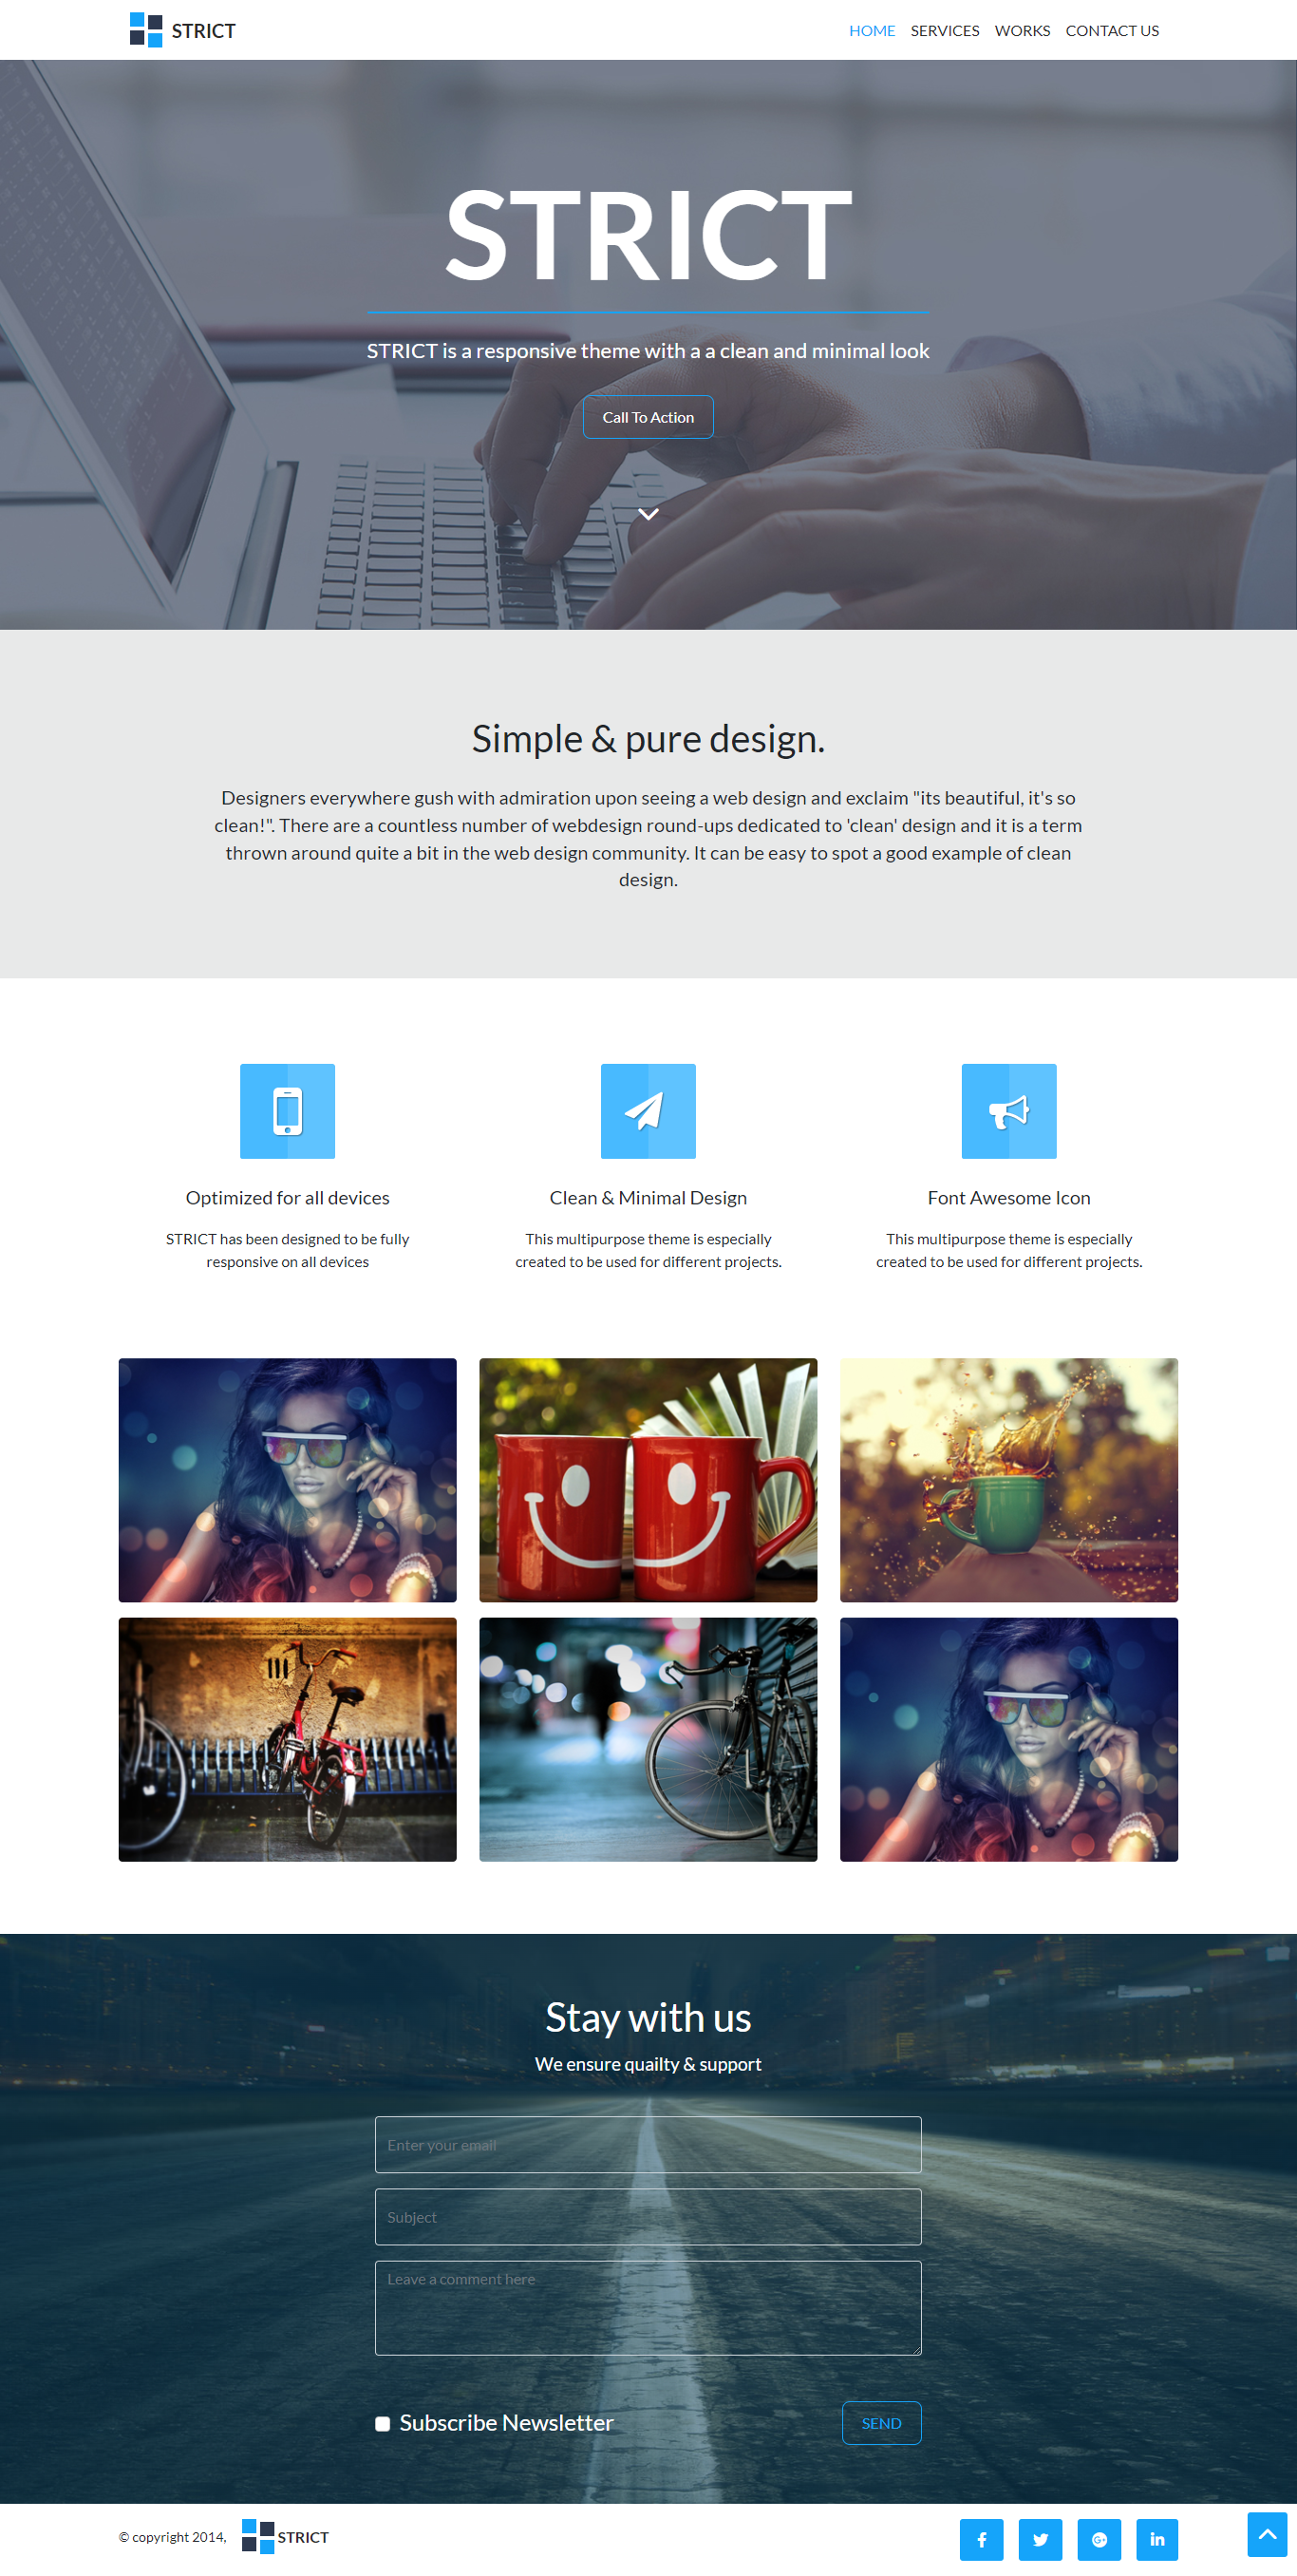 STRICT
HOME SERVICES WORKS CONTACT US
STRICT
STRICT is a responsive theme with a a clean and minimal look
Call To Action
Simple & pure design.
Designers everywhere gush with admiration upon seeing a web design and exclaim "its beautiful, it's so
clean!". There are a countless number of webdesign round-ups dedicated to 'clean' design and it is a term
thrown around quite a bit in the web design community. It can be easy to spot a good example of clean
design.
Optimized for all devices
STRICT has been designed to be fully
responsive on all devices
Clean & Minimal Design
This multipurpose theme is especially
created to be used for different projects.
Font Awesome Icon
This multipurpose theme is especially
created to be used for different projects.
Stay with us
We ensure quailty & support
Enter your email
Subject
Leave a comment here
Subscribe Newsletter
SEND
© copyright 2014, STRICT